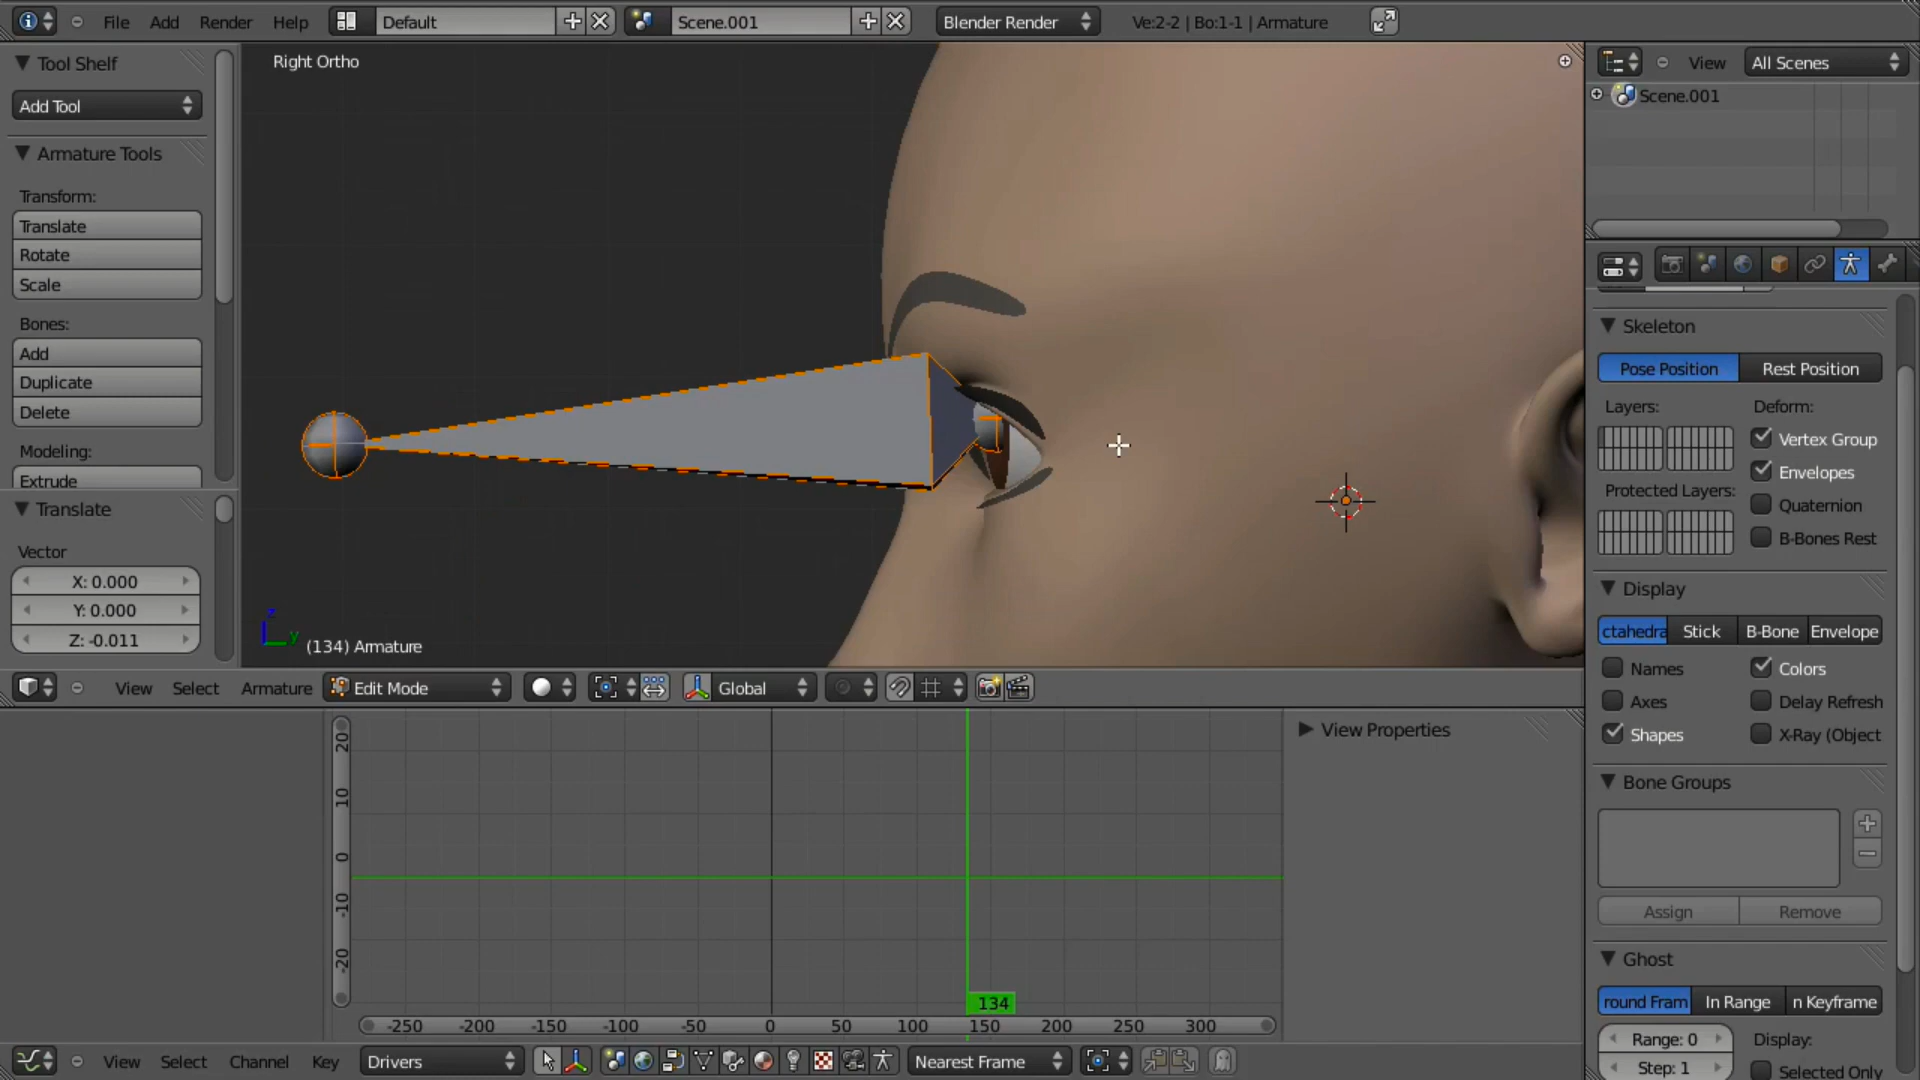 File Add Render Help Default Scene.001 Blender Render Ve:2-2 | Bo:1-1 | Armature
Tool Shelf
Add Tool
Armature Tools
Transform:
Translate
Rotate
Scale
Bones:
Add
Duplicate
Delete
Modeling:
Extrude
Translate
Vector
X: 0.000
Y: 0.000
Z: -0.011
Right Ortho
z
y
(134) Armature
View Select Armature Edit Mode Global
View All Scenes
Scene.001
Skeleton
Pose Position Rest Position
Layers: Deform:
Vertex Group
Envelopes
Protected Layers:
Quaternion
B-Bones Rest
Display
ctahedra Stick B-Bone Envelope
Names Colors
Axes Delay Refresh
Shapes X-Ray (Object
Bone Groups
Assign Remove
Ghost
round Fram In Range n Keyframe
Range: 0 Display:
Step: 1 Selected Only
View Properties
20
10
0
-10
-20
134
-250 -200 -150 -100 -50 0 50 100 150 200 250 300
View Select Channel Key Drivers Nearest Frame